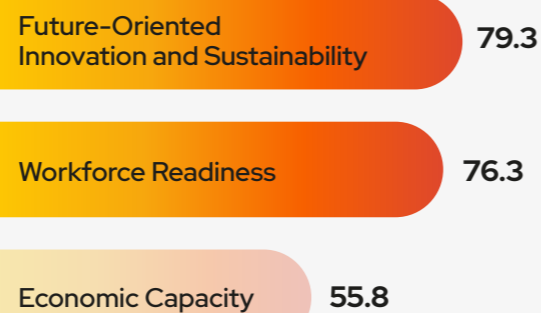 Future-Oriented
Innovation and Sustainability
79.3
Workforce Readiness
76.3
Economic Capacity
55.8